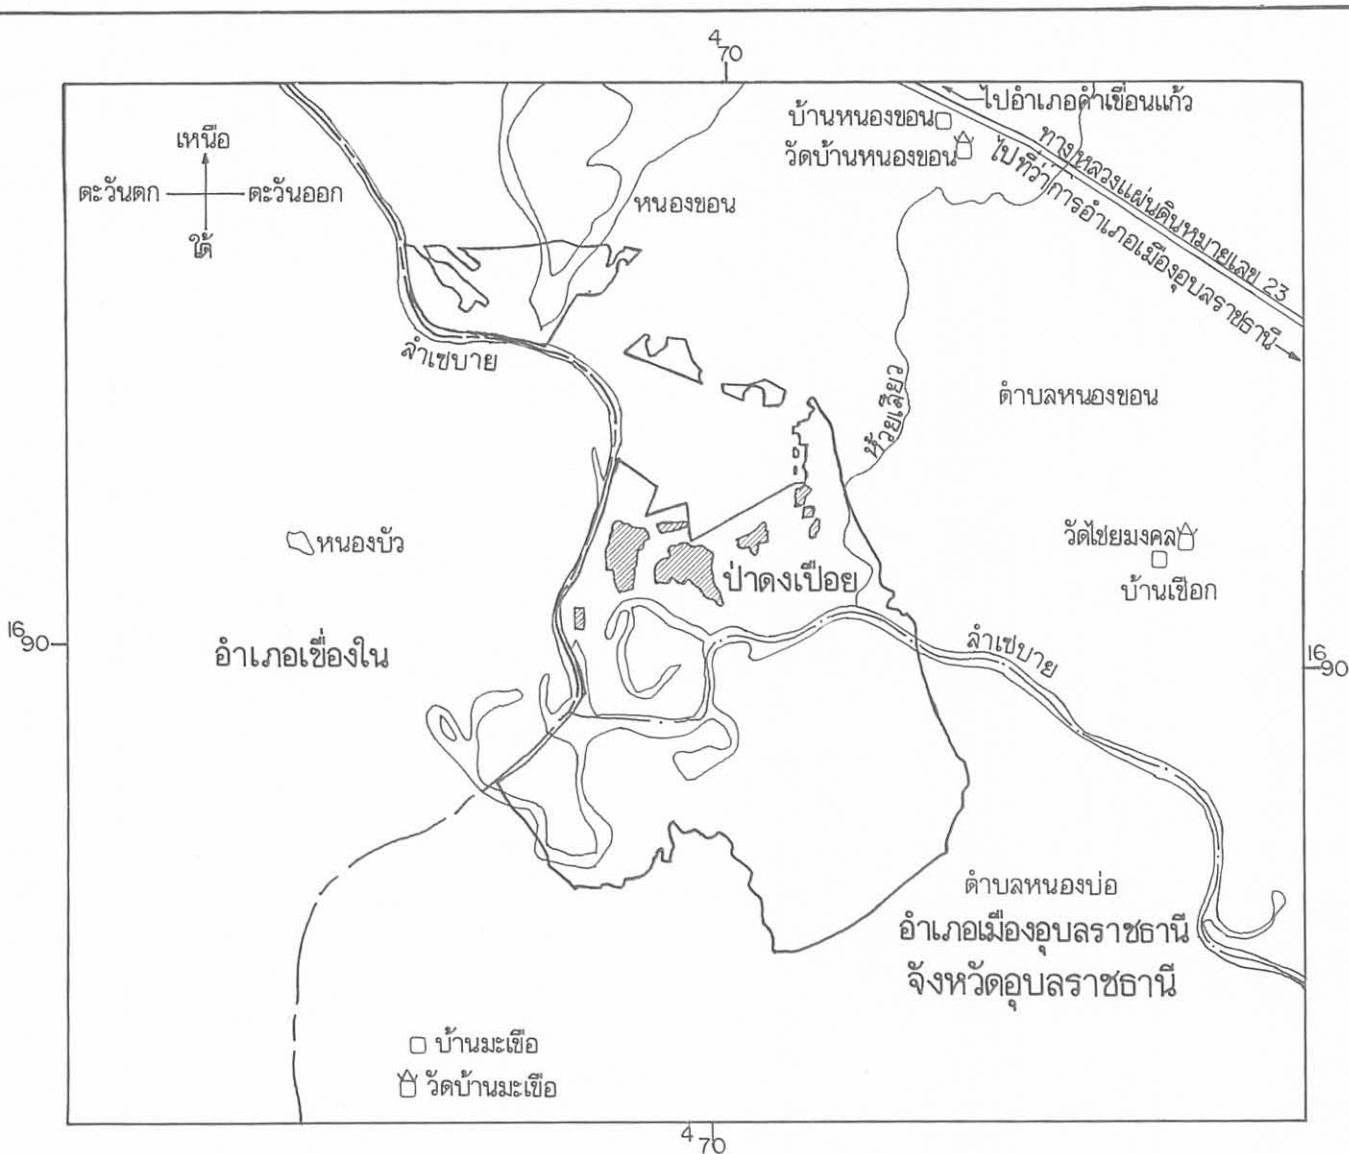 470
ไปอำเภอคำเขื่อนแก้ว
บ้านหนองขอน
วัดบ้านหนองขอน
ทางหลวงแผ่นดินหมายเลข 23
ไปที่ว่าการอำเภอเมืองอุบลราชธานี
เหนือ
ตะวันตก ตะวันออก
ใต้
หนองขอน
ลำเซบาย
ห้วยเสียว
ตำบลหนองขอน
หนองบัว
วัดไชยมงคล
ป่าดงเปือย
บ้านเขือก
1690
อำเภอเขื่องใน
ลำเซบาย
1690
ตำบลหนองบ่อ
อำเภอเมืองอุบลราชธานี
จังหวัดอุบลราชธานี
บ้านมะเขือ
วัดบ้านมะเขือ
470